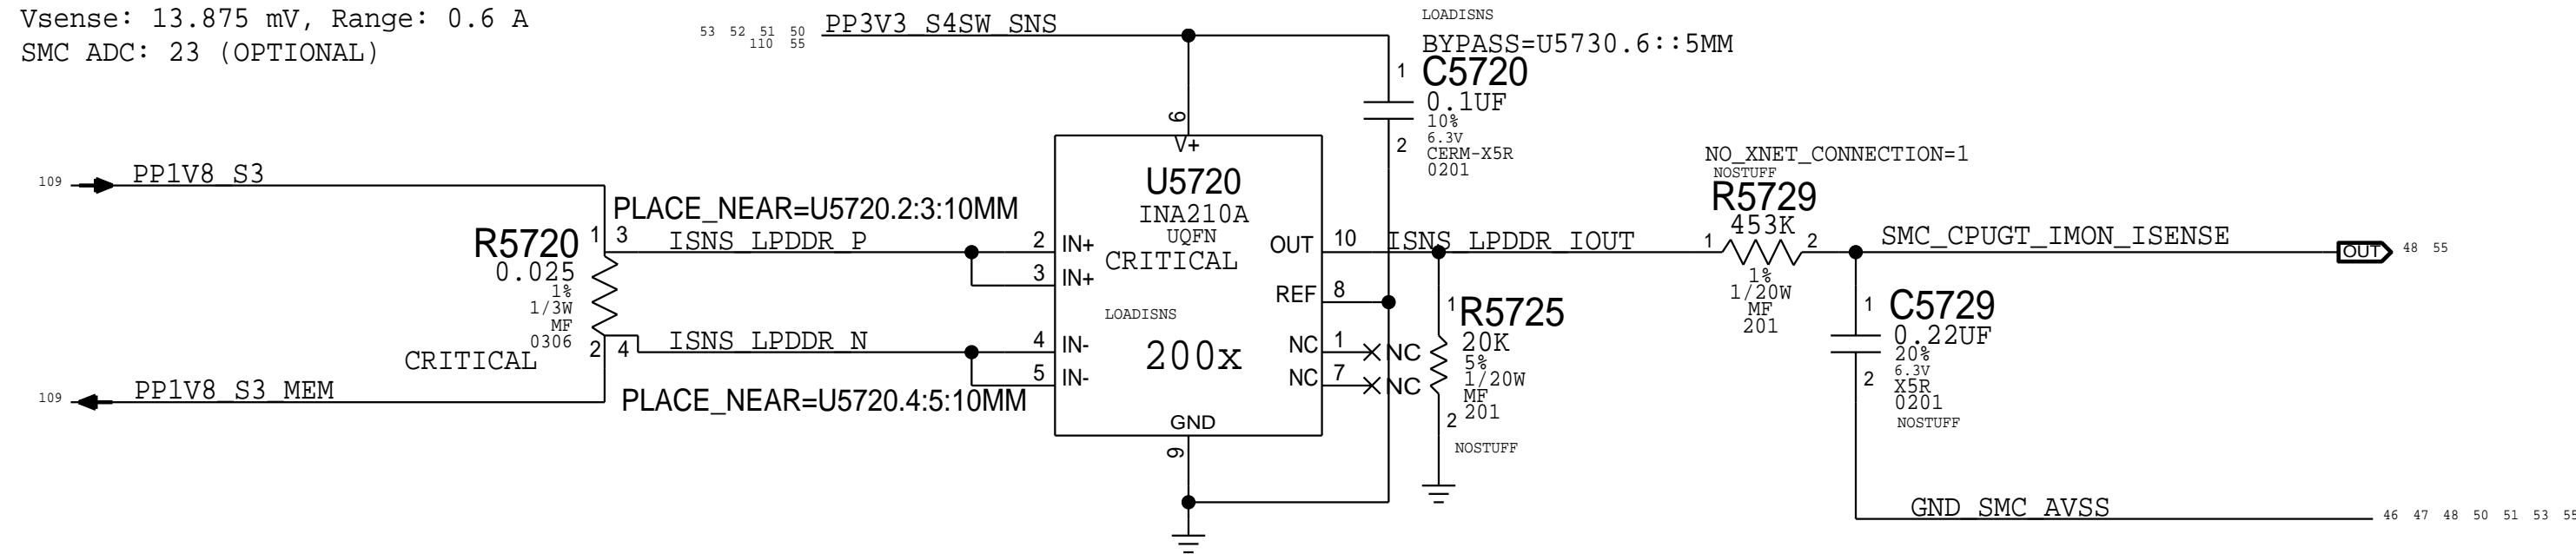 Vsense: 13.875 mV, Range: 0.6 A
SMC ADC: 23 (OPTIONAL)
53 52 51 50
110 55
PP3V3_S4SW_SNS
LOADISNS
BYPASS=U5730.6::5MM
1
C5720
0.1UF
10%
6.3V
2
CERM-X5R
0201
6
V+
109
PP1V8_S3
U5720
INA210A
UQFN
CRITICAL
LOADISNS
200x
PLACE_NEAR=U5720.2:3:10MM
R5720
1 3
0.025
1%
1/3W
MF
0306
2 4
CRITICAL
ISNS_LPDDR_P
2 IN+
3 IN+
ISNS_LPDDR_N
4 IN-
5 IN-
PLACE_NEAR=U5720.4:5:10MM
109
PP1V8_S3_MEM
OUT 10
REF 8
NC 1 NC
NC 7 NC
GND
9
ISNS_LPDDR_IOUT
1
R5725
20K
5%
1/20W
MF
201
2
NOSTUFF
NO_XNET_CONNECTION=1
NOSTUFF
R5729
453K
1 2
1%
1/20W
MF
201
SMC_CPUGT_IMON_ISENSE
OUT
48 55
1
C5729
0.22UF
20%
6.3V
2
X5R
0201
NOSTUFF
GND_SMC_AVSS
46 47 48 50 51 53 55